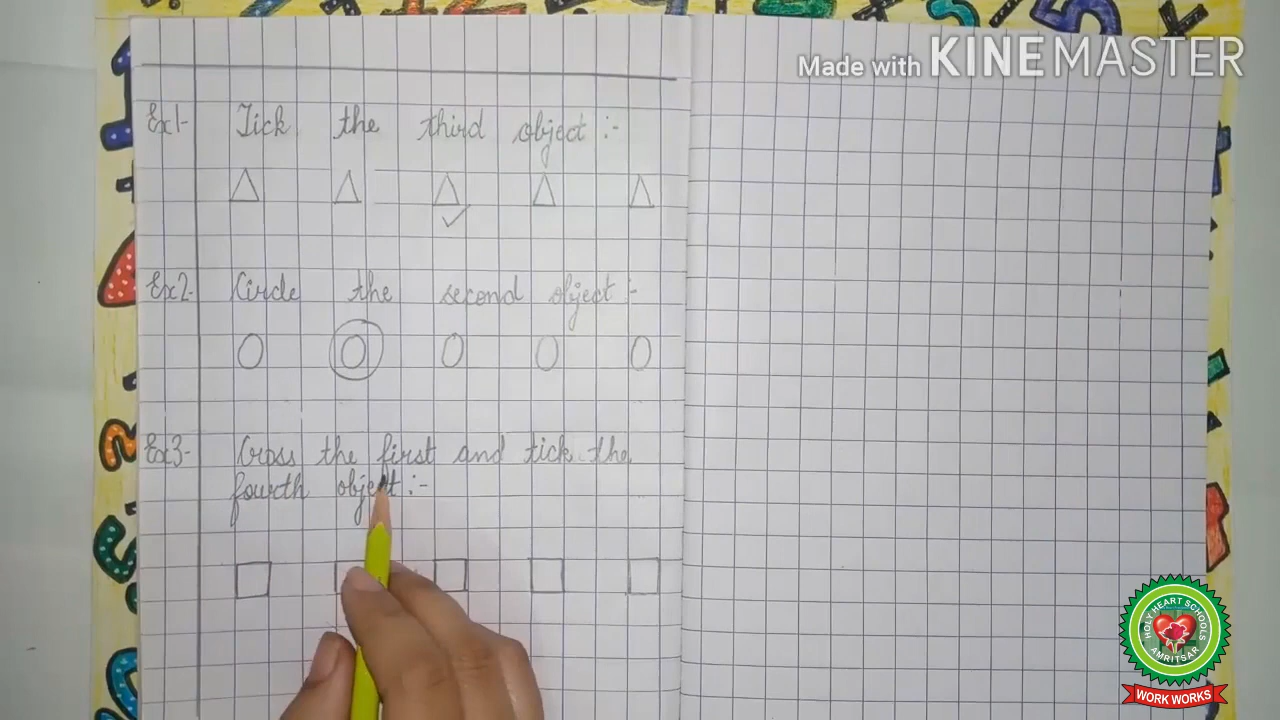 Made with KINEMASTER
Ex1- Tick the third object :-
Ex2- Circle the second object :-
Ex3- Cross the first and tick the
fourth object :-
HOLY HEART SCHOOLS
AMRITSAR
WORK WORKS